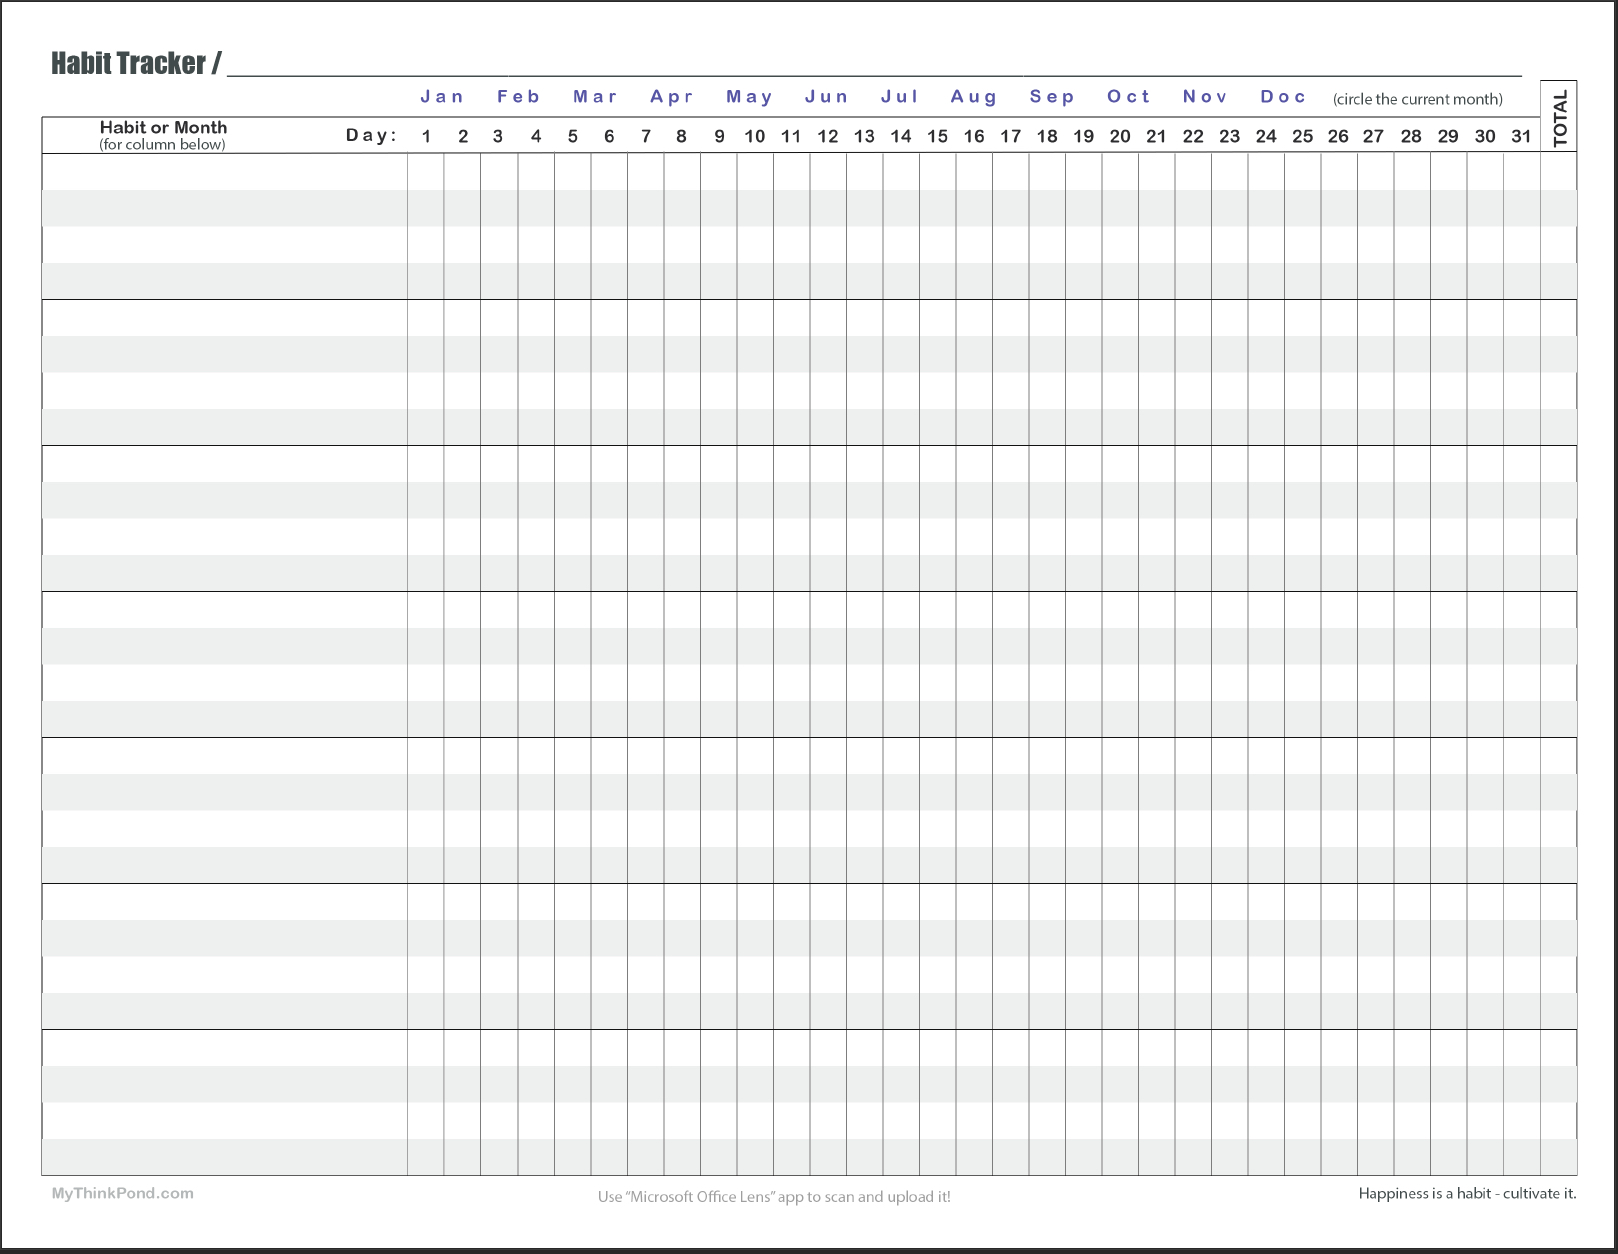 Habit Tracker /
Jan Feb Mar Apr May Jun Jul Aug Sep Oct Nov Doc (circle the current month)
TOTAL
Habit or Month
(for column below)
Day: 1 2 3 4 5 6 7 8 9 10 11 12 13 14 15 16 17 18 19 20 21 22 23 24 25 26 27 28 29 30 31
MyThinkPond.com
Use “Microsoft Office Lens” app to scan and upload it!
Happiness is a habit - cultivate it.